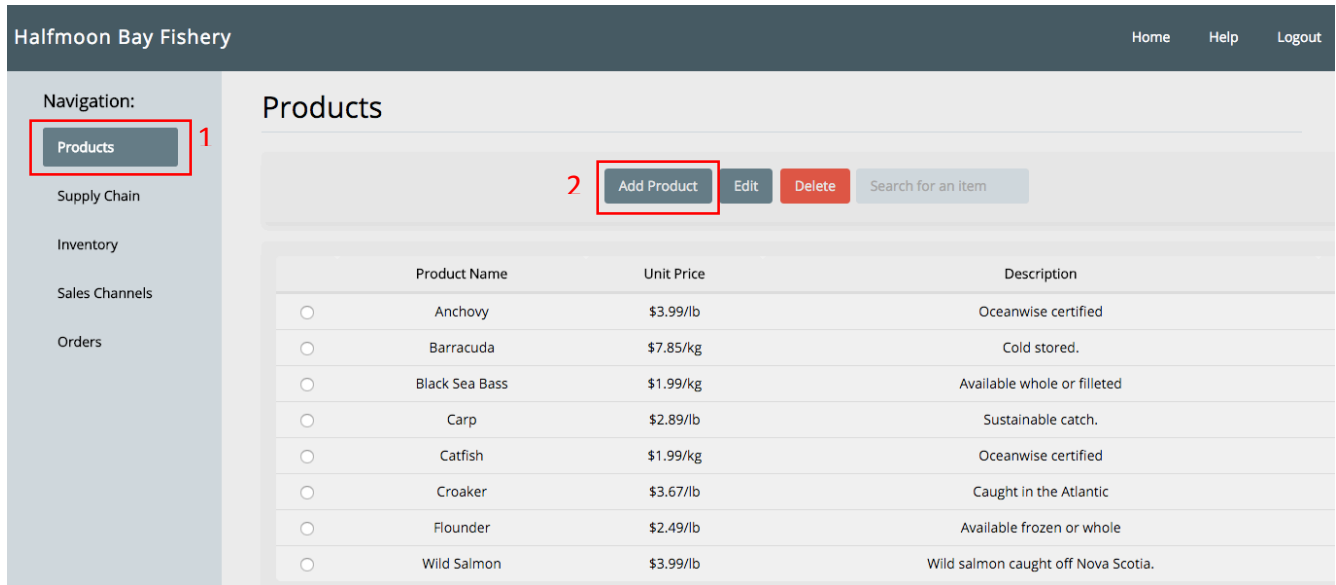 Halfmoon Bay Fishery Home Help Logout
Navigation:
Products
1
Supply Chain
Inventory
Sales Channels
Orders
Products
2 Add Product Edit Delete Search for an item
Product Name Unit Price Description
Anchovy $3.99/lb Oceanwise certified
Barracuda $7.85/kg Cold stored.
Black Sea Bass $1.99/kg Available whole or filleted
Carp $2.89/lb Sustainable catch.
Catfish $1.99/kg Oceanwise certified
Croaker $3.67/lb Caught in the Atlantic
Flounder $2.49/lb Available frozen or whole
Wild Salmon $3.99/lb Wild salmon caught off Nova Scotia.